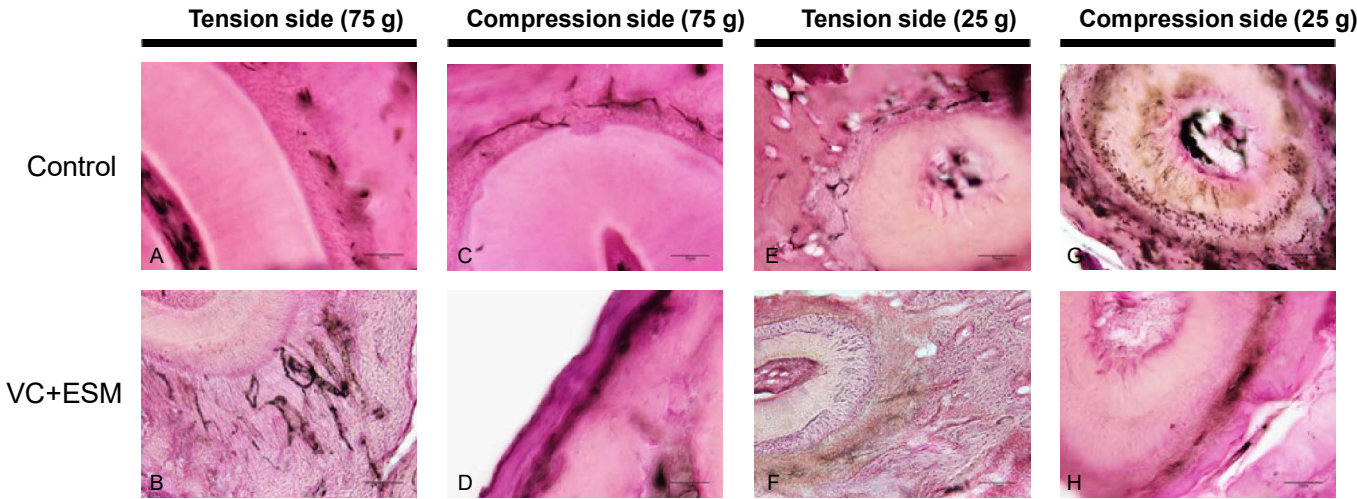 Tension side (75 g) Compression side (75 g) Tension side (25 g) Compression side (25 g)
Control
A C E G
VC+ESM
B D F H